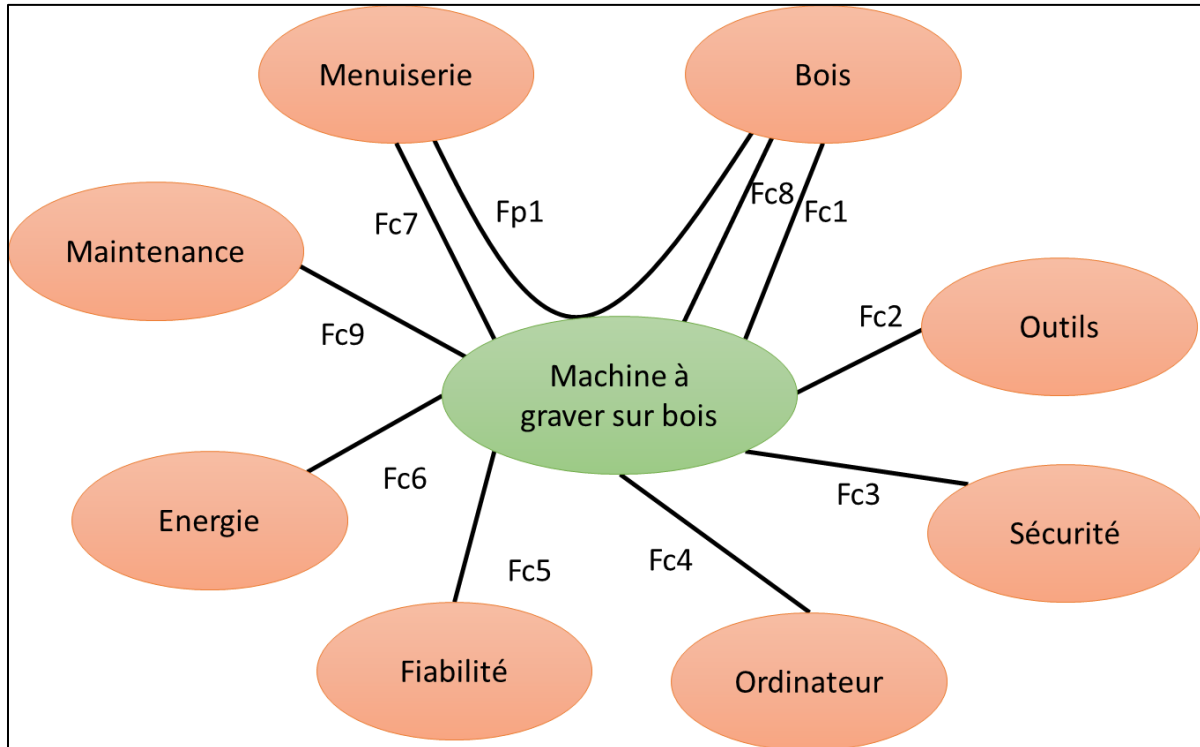 Menuiserie
Bois
Fc8
Fc1
Fp1
Fc7
Maintenance
Fc9
Fc2
Outils
Machine à
graver sur bois
Fc6
Fc3
Energie
Sécurité
Fc5
Fc4
Fiabilité
Ordinateur